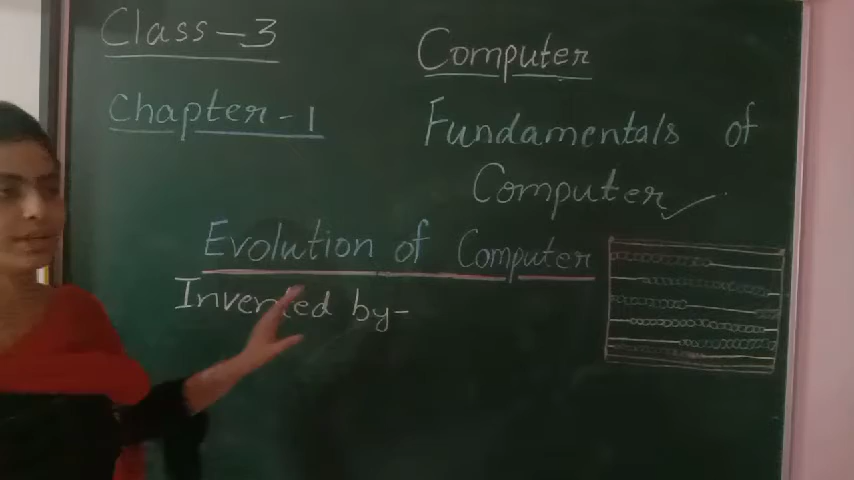 Class-3
Computer
Chapter-1
Fundamentals of
Computer
Evolution of Computer
Invented by-